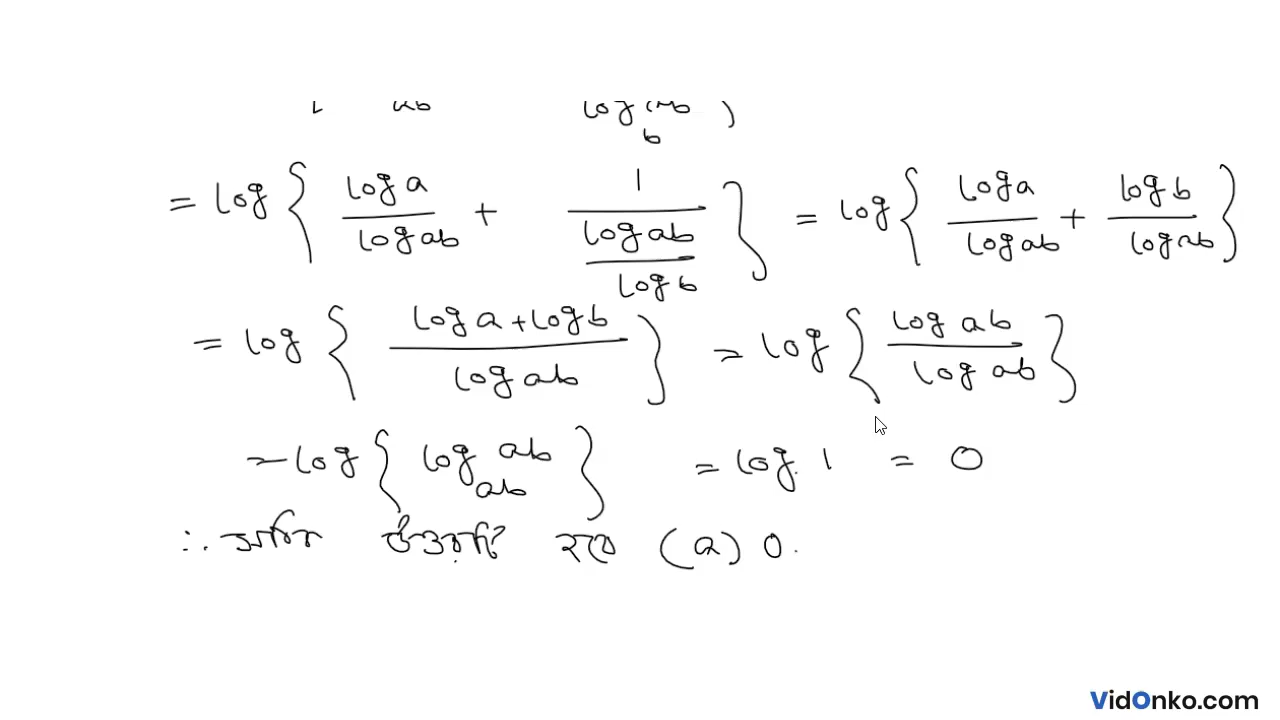 = log { log a / log ab + 1 / (log ab / log b) } = log { log a / log ab + log b / log ab }
= log { (log a + log b) / log ab } = log { log ab / log ab }
= log { log_ab ab } = log. 1 = 0
∴ সঠিক উত্তরটি হবে (a) 0.
VidOnko.com